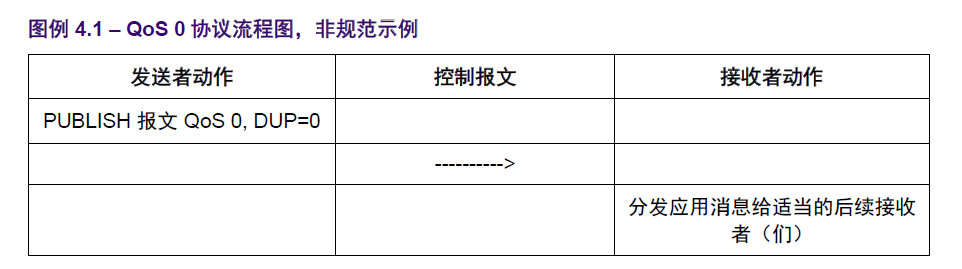 图例 4.1 – QoS 0 协议流程图，非规范示例
发送者动作 控制报文 接收者动作
PUBLISH 报文 QoS 0, DUP=0
---------->
分发应用消息给适当的后续接收
者（们）